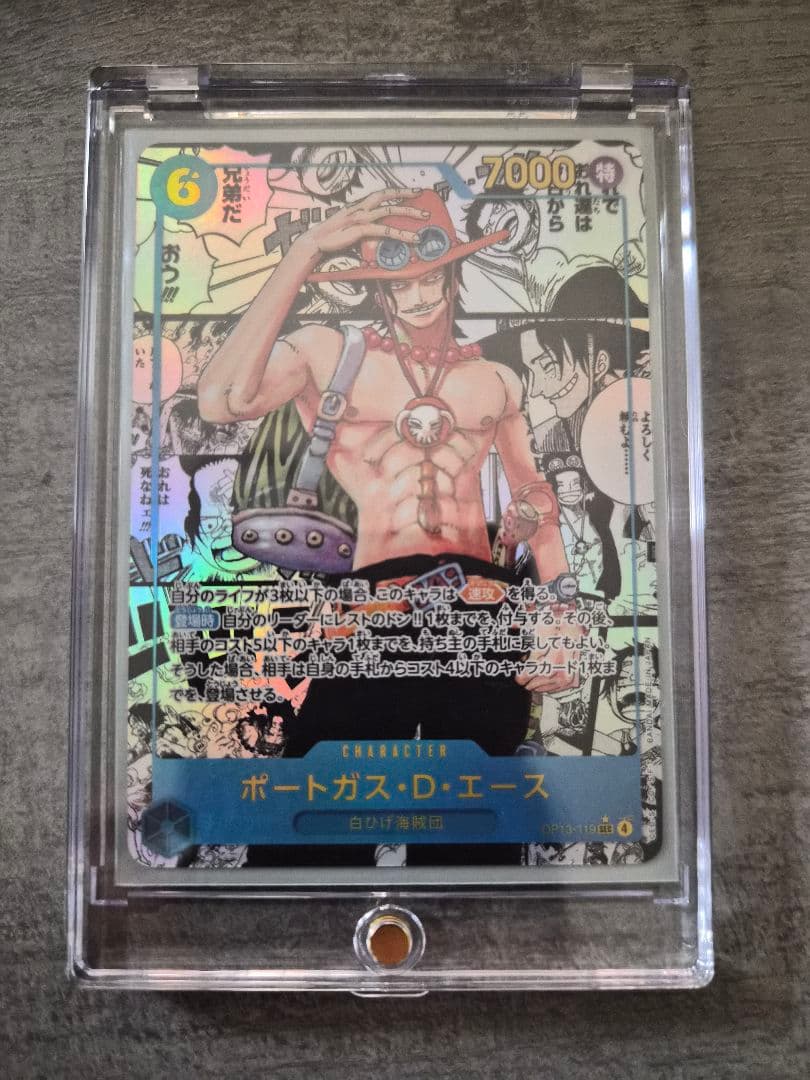 6
7000
特
兄弟だ
おう!!!
おれ達は
から
よろしく
頼むよ……
おれは
死なねェ!!!
自分のライフが3枚以下の場合、このキャラは 速攻 を得る。
登場時 自分のリーダーにレストのドン!!1枚までを、付与する。その後、
相手のコスト5以下のキャラ1枚までを、持ち主の手札に戻してもよい。
そうした場合、相手は自身の手札からコスト4以下のキャラカード1枚ま
でを、登場させる。
CHARACTER
ポートガス・D・エース
白ひげ海賊団
OP13-119 SEC 4